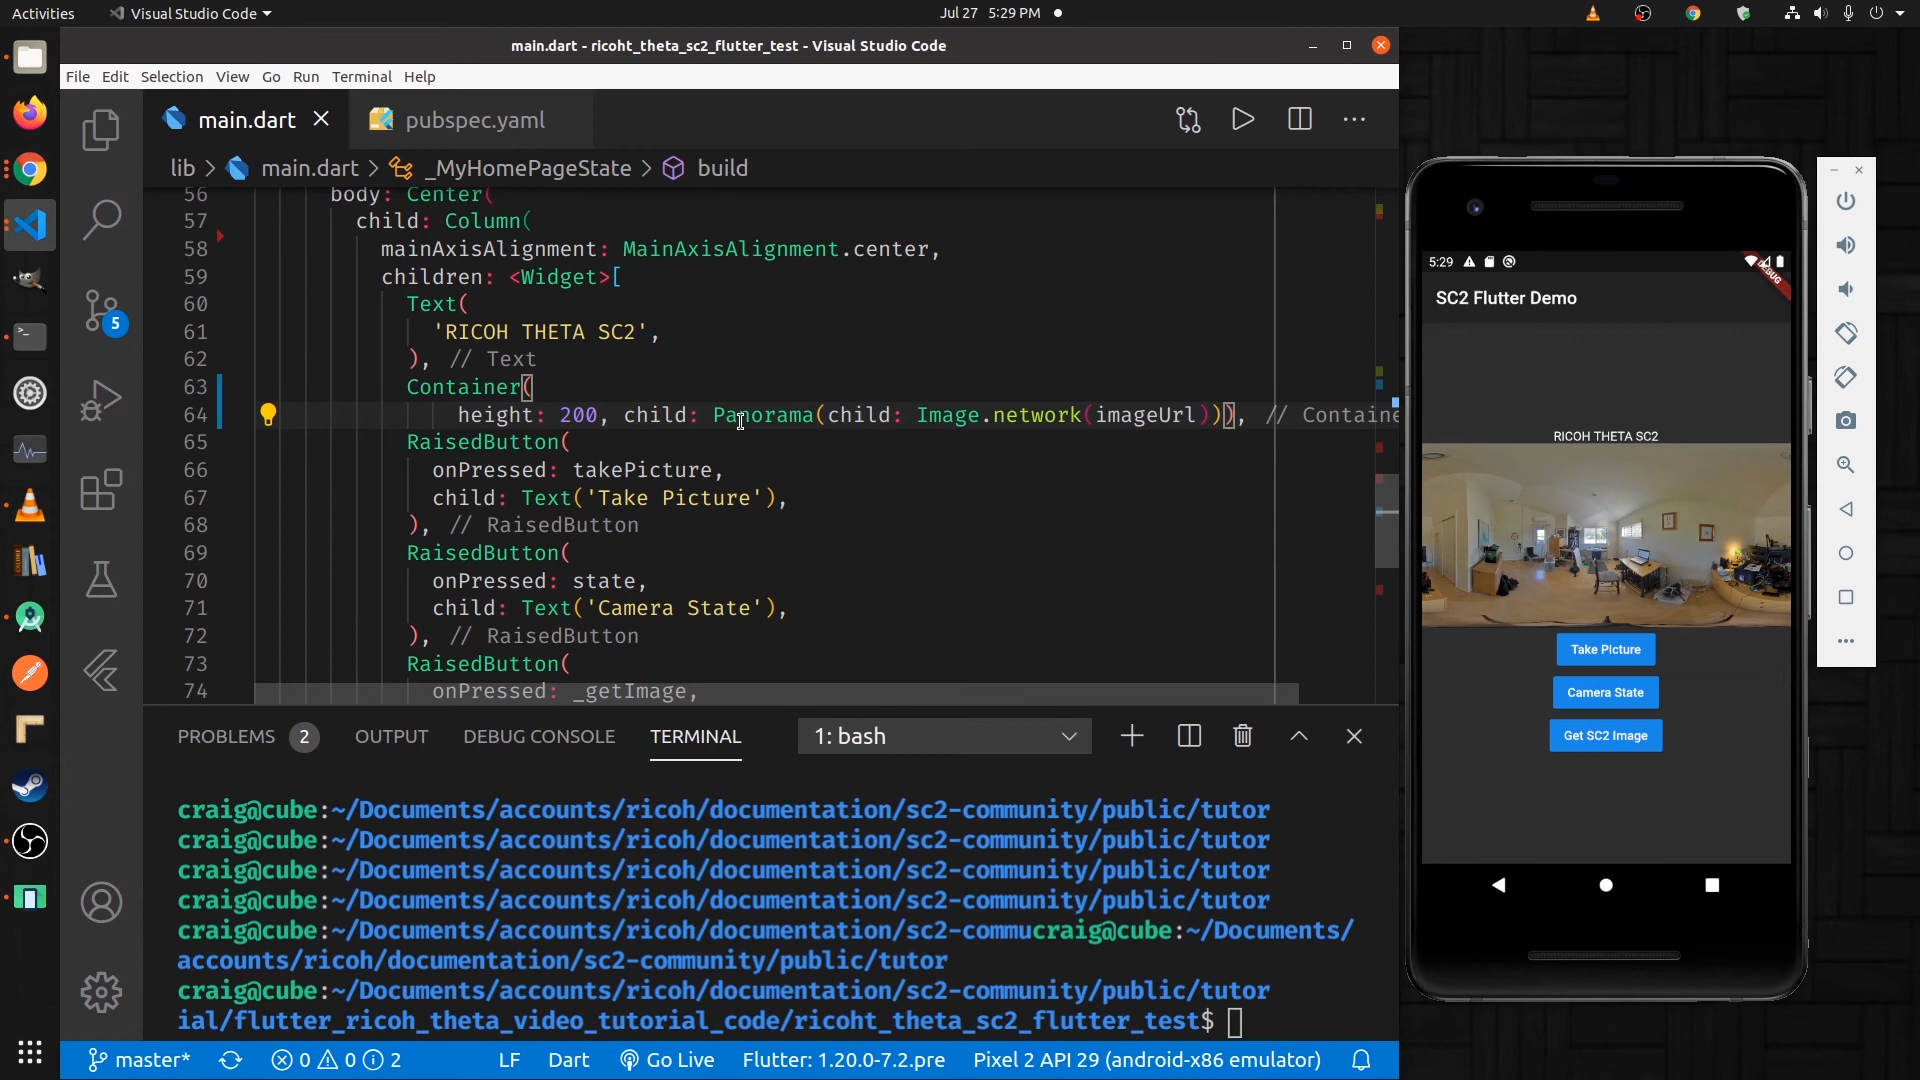 Activities
Visual Studio Code
Jul 27 5:29 PM
main.dart - ricoht_theta_sc2_flutter_test - Visual Studio Code
File Edit Selection View Go Run Terminal Help
main.dart
pubspec.yaml
lib > main.dart > _MyHomePageState > build
56 body: Center(
57 child: Column(
58 mainAxisAlignment: MainAxisAlignment.center,
59 children: <Widget>[
60 Text(
61 'RICOH THETA SC2',
62 ), // Text
63 Container(
64 height: 200, child: Panorama(child: Image.network(imageUrl))), // Containe
65 RaisedButton(
66 onPressed: takePicture,
67 child: Text('Take Picture'),
68 ), // RaisedButton
69 RaisedButton(
70 onPressed: state,
71 child: Text('Camera State'),
72 ), // RaisedButton
73 RaisedButton(
74 onPressed: _getImage,
5
PROBLEMS 2 OUTPUT DEBUG CONSOLE TERMINAL
1: bash
craig@cube:~/Documents/accounts/ricoh/documentation/sc2-community/public/tutor
craig@cube:~/Documents/accounts/ricoh/documentation/sc2-community/public/tutor
craig@cube:~/Documents/accounts/ricoh/documentation/sc2-community/public/tutor
craig@cube:~/Documents/accounts/ricoh/documentation/sc2-community/public/tutor
craig@cube:~/Documents/accounts/ricoh/documentation/sc2-commucraig@cube:~/Documents/
accounts/ricoh/documentation/sc2-community/public/tutor
craig@cube:~/Documents/accounts/ricoh/documentation/sc2-community/public/tutor
ial/flutter_ricoh_theta_video_tutorial_code/ricoht_theta_sc2_flutter_test$
master* 0 0 2 LF Dart Go Live Flutter: 1.20.0-7.2.pre Pixel 2 API 29 (android-x86 emulator)
5:29
DEBUG
SC2 Flutter Demo
RICOH THETA SC2
Take Picture
Camera State
Get SC2 Image